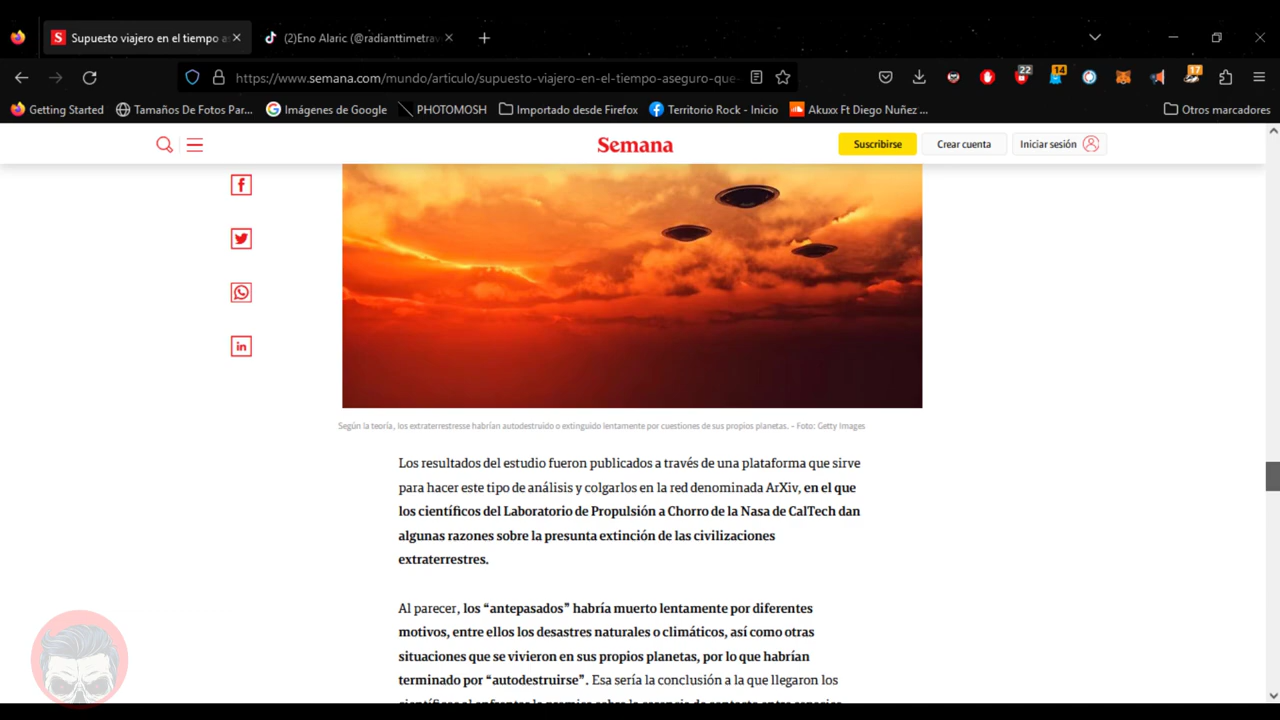 Supuesto viajero en el tiempo as
(2)Eno Alaric (@radianttimetrav
https://www.semana.com/mundo/articulo/supuesto-viajero-en-el-tiempo-aseguro-que-
22
14
17
Getting Started
Tamaños De Fotos Par...
Imágenes de Google
PHOTOMOSH
Importado desde Firefox
Territorio Rock - Inicio
Akuxx Ft Diego Nuñez ...
Otros marcadores
Semana
Suscribirse
Crear cuenta
Iniciar sesión
Según la teoría, los extraterrestresse habrían autodestruido o extinguido lentamente por cuestiones de sus propios planetas. - Foto: Getty Images
Los resultados del estudio fueron publicados a través de una plataforma que sirve
para hacer este tipo de análisis y colgarlos en la red denominada ArXiv, en el que
los científicos del Laboratorio de Propulsión a Chorro de la Nasa de CalTech dan
algunas razones sobre la presunta extinción de las civilizaciones
extraterrestres.
Al parecer, los “antepasados” habría muerto lentamente por diferentes
motivos, entre ellos los desastres naturales o climáticos, así como otras
situaciones que se vivieron en sus propios planetas, por lo que habrían
terminado por “autodestruirse”. Esa sería la conclusión a la que llegaron los